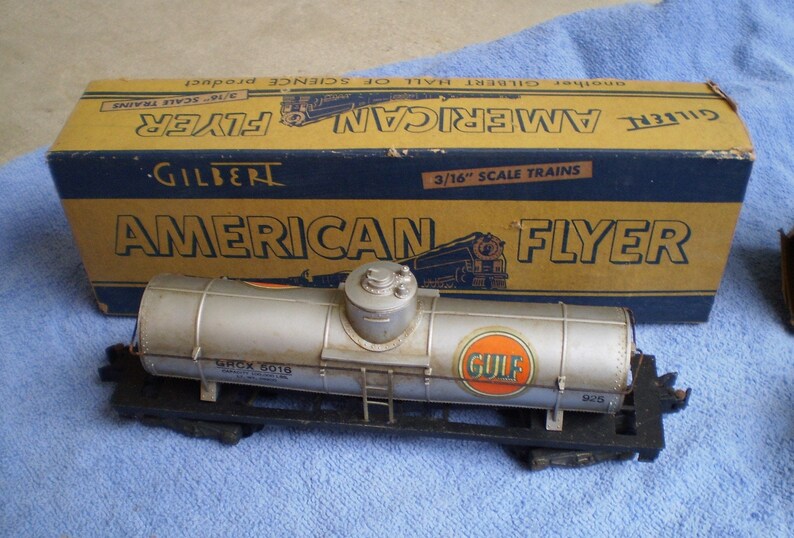 another GILBERT HALL OF SCIENCE product
3/16" SCALE TRAINS
GILBERT
AMERICAN FLYER
GILBERT
3/16" SCALE TRAINS
AMERICAN FLYER
GRCX 5016
GULF
925